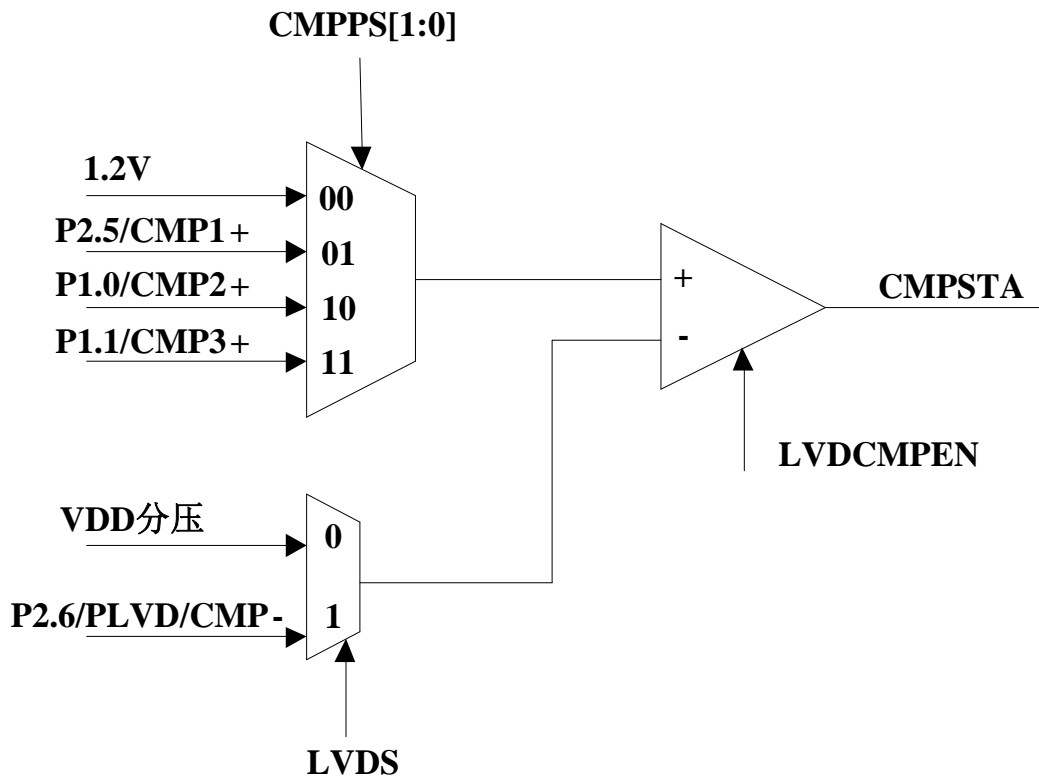 CMPPS[1:0]
1.2V
00
P2.5/CMP1+
01
P1.0/CMP2+
10
P1.1/CMP3+
11
+
-
CMPSTA
LVDCMPEN
VDD分压
0
P2.6/PLVD/CMP-
1
LVDS